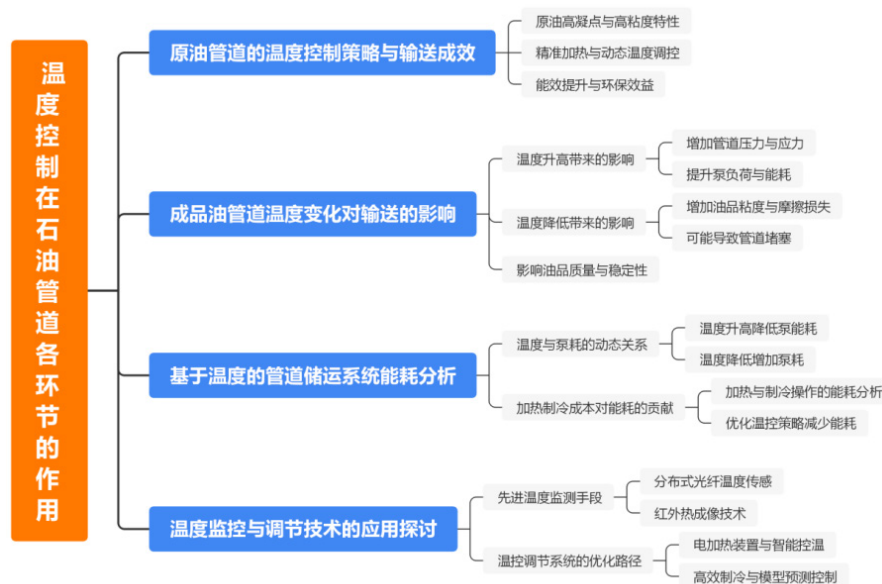 温度控制在石油管道各环节的作用
原油管道的温度控制策略与输送成效
原油高凝点与高粘度特性
精准加热与动态温度调控
能效提升与环保效益
成品油管道温度变化对输送的影响
温度升高带来的影响
增加管道压力与应力
提升泵负荷与能耗
温度降低带来的影响
增加油品粘度与摩擦损失
可能导致管道堵塞
影响油品质量与稳定性
基于温度的管道储运系统能耗分析
温度与泵耗的动态关系
温度升高降低泵能耗
温度降低增加泵耗
加热制冷成本对能耗的贡献
加热与制冷操作的能耗分析
优化温控策略减少能耗
温度监控与调节技术的应用探讨
先进温度监测手段
分布式光纤温度传感
红外热成像技术
温控调节系统的优化路径
电加热装置与智能控温
高效制冷与模型预测控制